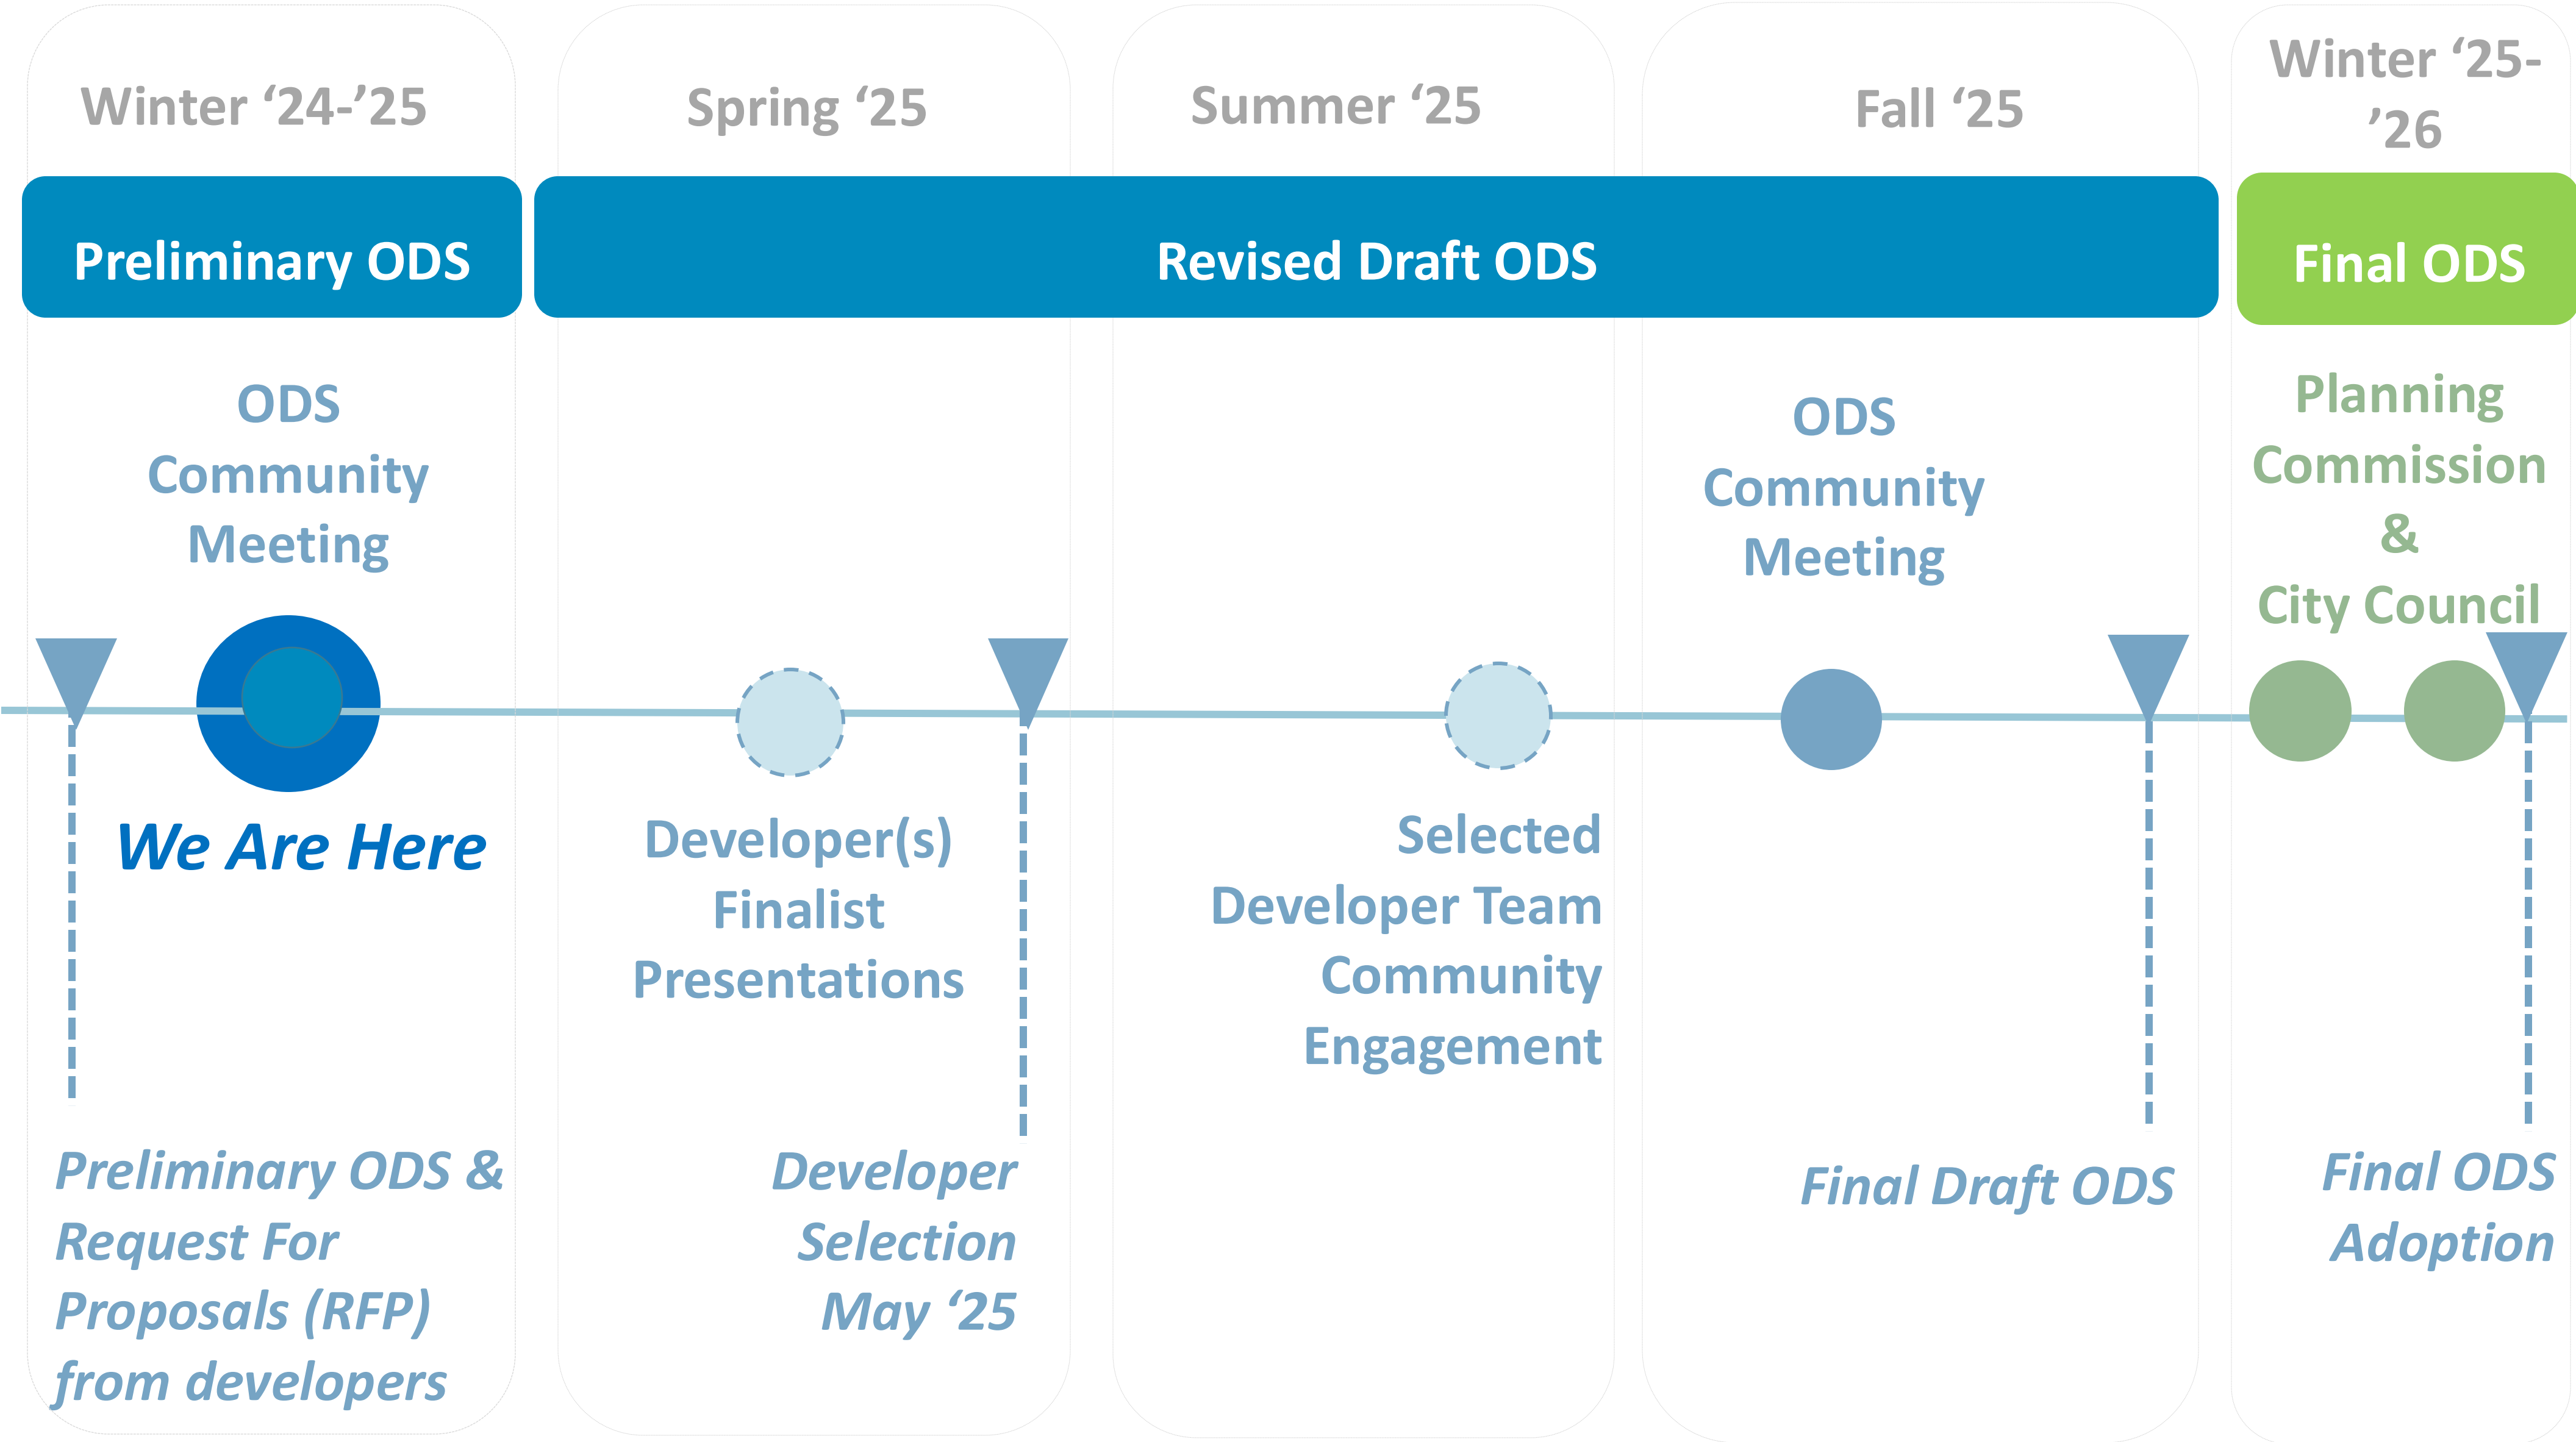 Winter ‘24-’25
Spring ‘25
Summer ‘25
Fall ‘25
Winter ‘25-
’26
Preliminary ODS
Revised Draft ODS
Final ODS
ODS
Community
Meeting
ODS
Community
Meeting
Planning
Commission
&
City Council
We Are Here
Developer(s)
Finalist
Presentations
Selected
Developer Team
Community
Engagement
Preliminary ODS &
Request For
Proposals (RFP)
from developers
Developer
Selection
May ‘25
Final Draft ODS
Final ODS
Adoption